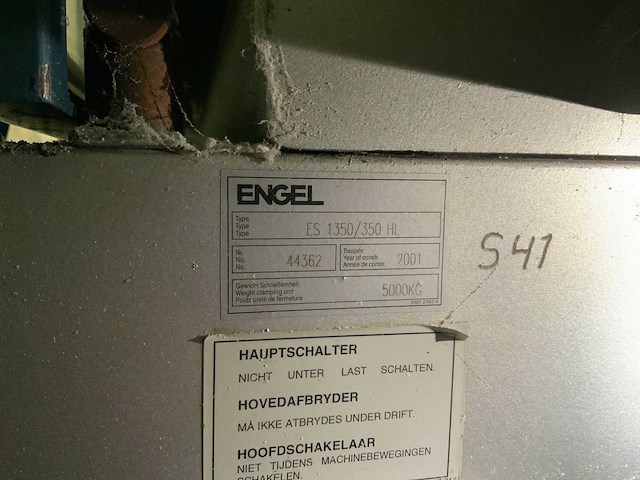 ENGEL
Type
Type
Type
ES 1350/350 HL
Nr.
No.
No.
44362
Baujahr
Year of constr.
Année de constr.
2001
Gewicht Schließeinheit
Weight clamping unit
Poids unité de fermeture
5000KG
S41
HAUPTSCHALTER
NICHT UNTER LAST SCHALTEN.
HOVEDAFBRYDER
MÅ IKKE ATBRYDES UNDER DRIFT.
HOOFDSCHAKELAAR
NIET TIJDENS MACHINEBEWEGINGEN
SCHAKELEN.